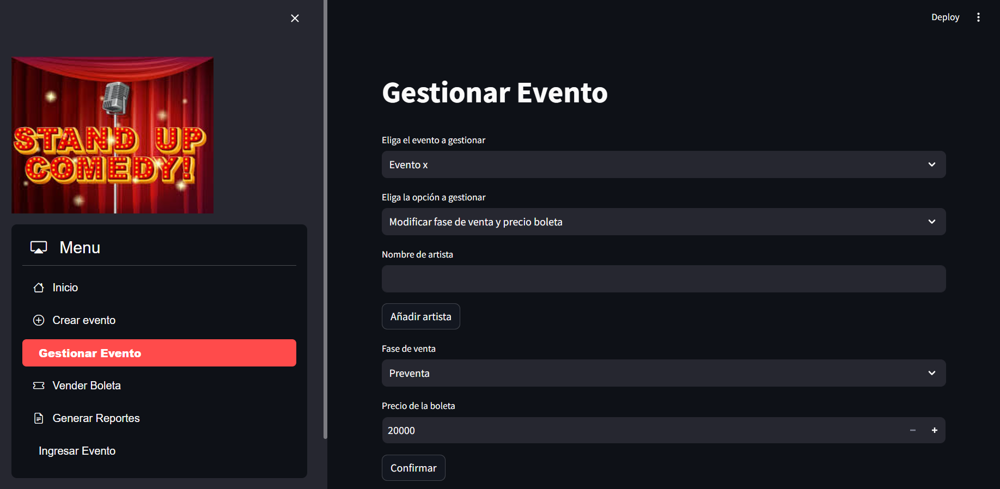 STAND UP
COMEDY!
Menu
Inicio
Crear evento
Gestionar Evento
Vender Boleta
Generar Reportes
Ingresar Evento
Deploy
Gestionar Evento
Eliga el evento a gestionar
Evento x
Eliga la opción a gestionar
Modificar fase de venta y precio boleta
Nombre de artista
Añadir artista
Fase de venta
Preventa
Precio de la boleta
20000
Confirmar